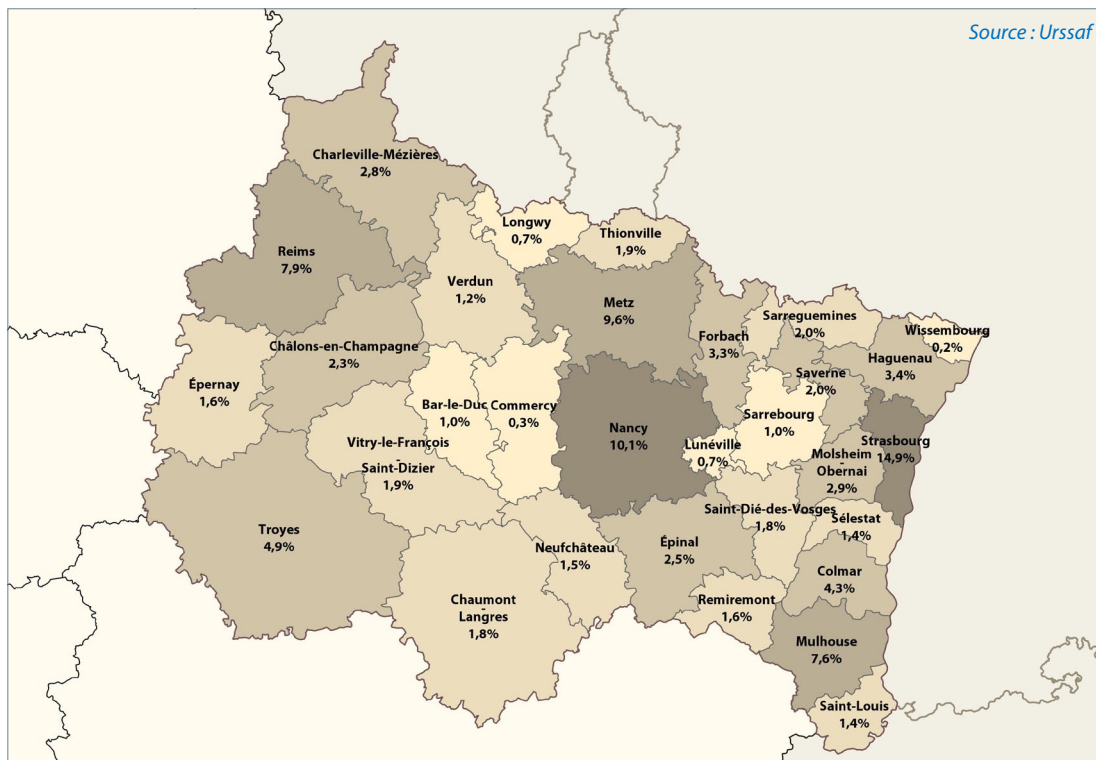 Source : Urssaf
Charleville-Mézières
2,8%
Longwy
0,7%
Thionville
1,9%
Reims
7,9%
Verdun
1,2%
Metz
9,6%
Forbach
3,3%
Sarreguemines
2,0%
Wissembourg
0,2%
Haguenau
3,4%
Châlons-en-Champagne
2,3%
Saverne
2,0%
Épernay
1,6%
Bar-le-Duc
1,0%
Commercy
0,3%
Nancy
10,1%
Lunéville
0,7%
Sarrebourg
1,0%
Strasbourg
14,9%
Vitry-le-François
-
Saint-Dizier
1,9%
Molsheim
-
Obernai
2,9%
Troyes
4,9%
Neufchâteau
1,5%
Épinal
2,5%
Saint-Dié-des-Vosges
1,8%
Sélestat
1,4%
Colmar
4,3%
Chaumont
-
Langres
1,8%
Remiremont
1,6%
Mulhouse
7,6%
Saint-Louis
1,4%